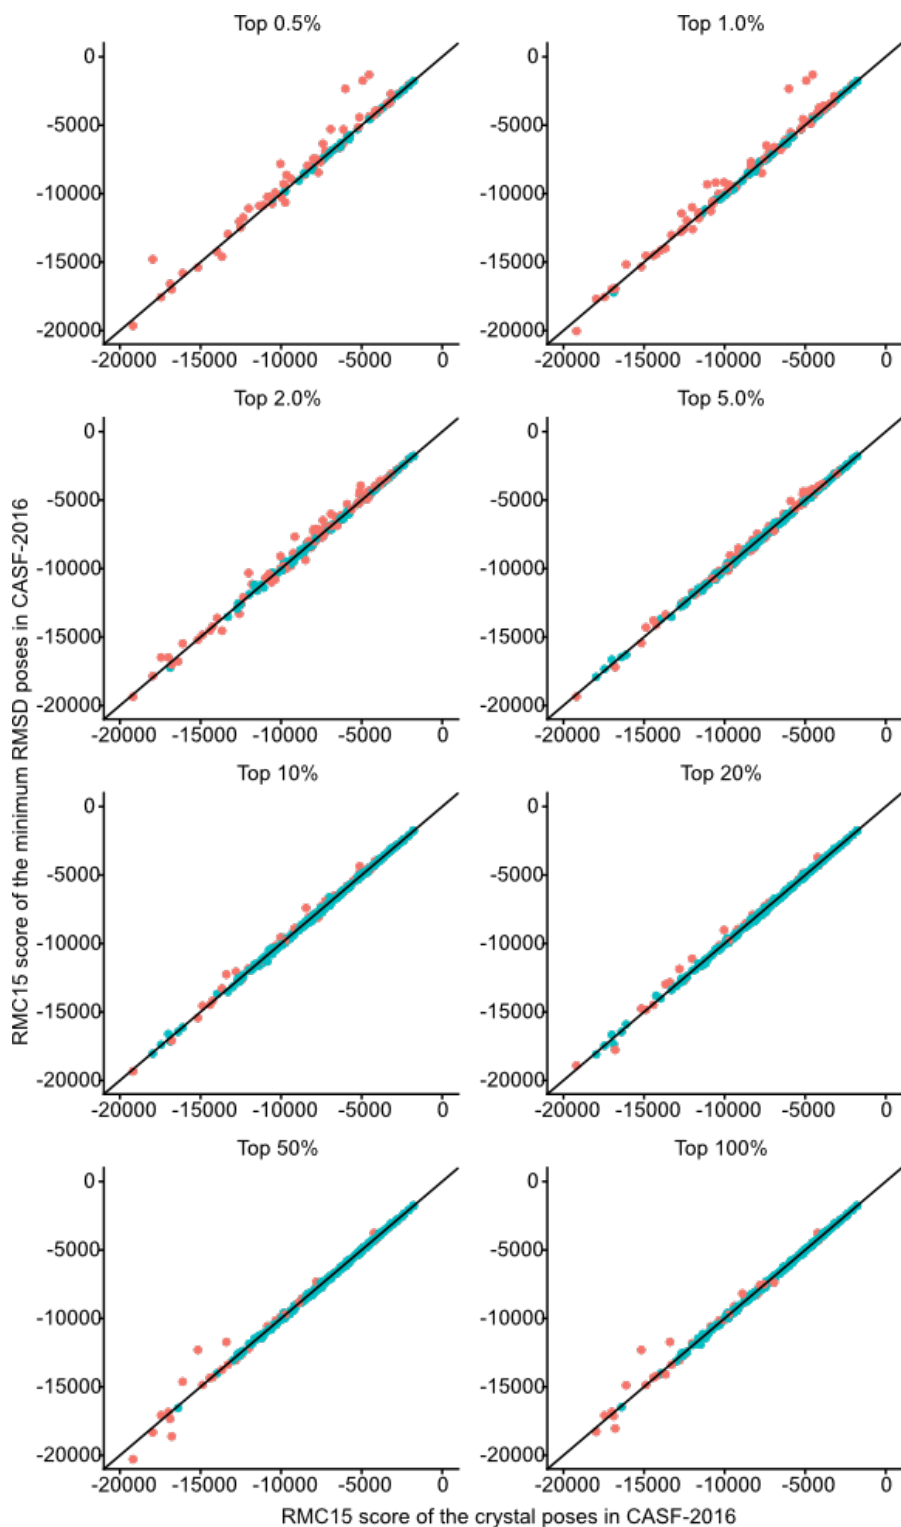 Top 0.5%
Top 1.0%
0
-5000
-10000
-15000
-20000
0
-5000
-10000
-15000
-20000
-20000 -15000 -10000 -5000 0
-20000 -15000 -10000 -5000 0
Top 2.0%
Top 5.0%
0
-5000
-10000
-15000
-20000
0
-5000
-10000
-15000
-20000
-20000 -15000 -10000 -5000 0
-20000 -15000 -10000 -5000 0
RMC15 score of the minimum RMSD poses in CASF-2016
Top 10%
Top 20%
0
-5000
-10000
-15000
-20000
0
-5000
-10000
-15000
-20000
-20000 -15000 -10000 -5000 0
-20000 -15000 -10000 -5000 0
Top 50%
Top 100%
0
-5000
-10000
-15000
-20000
0
-5000
-10000
-15000
-20000
-20000 -15000 -10000 -5000 0
-20000 -15000 -10000 -5000 0
RMC15 score of the crystal poses in CASF-2016